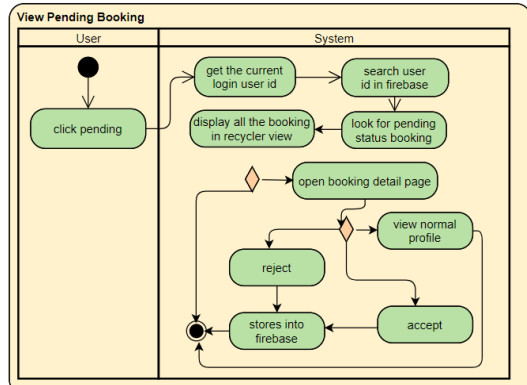 View Pending Booking
User
System
get the current
login user id
search user
id in firebase
click pending
display all the booking
in recycler view
look for pending
status booking
open booking detail page
view normal
profile
reject
stores into
firebase
accept